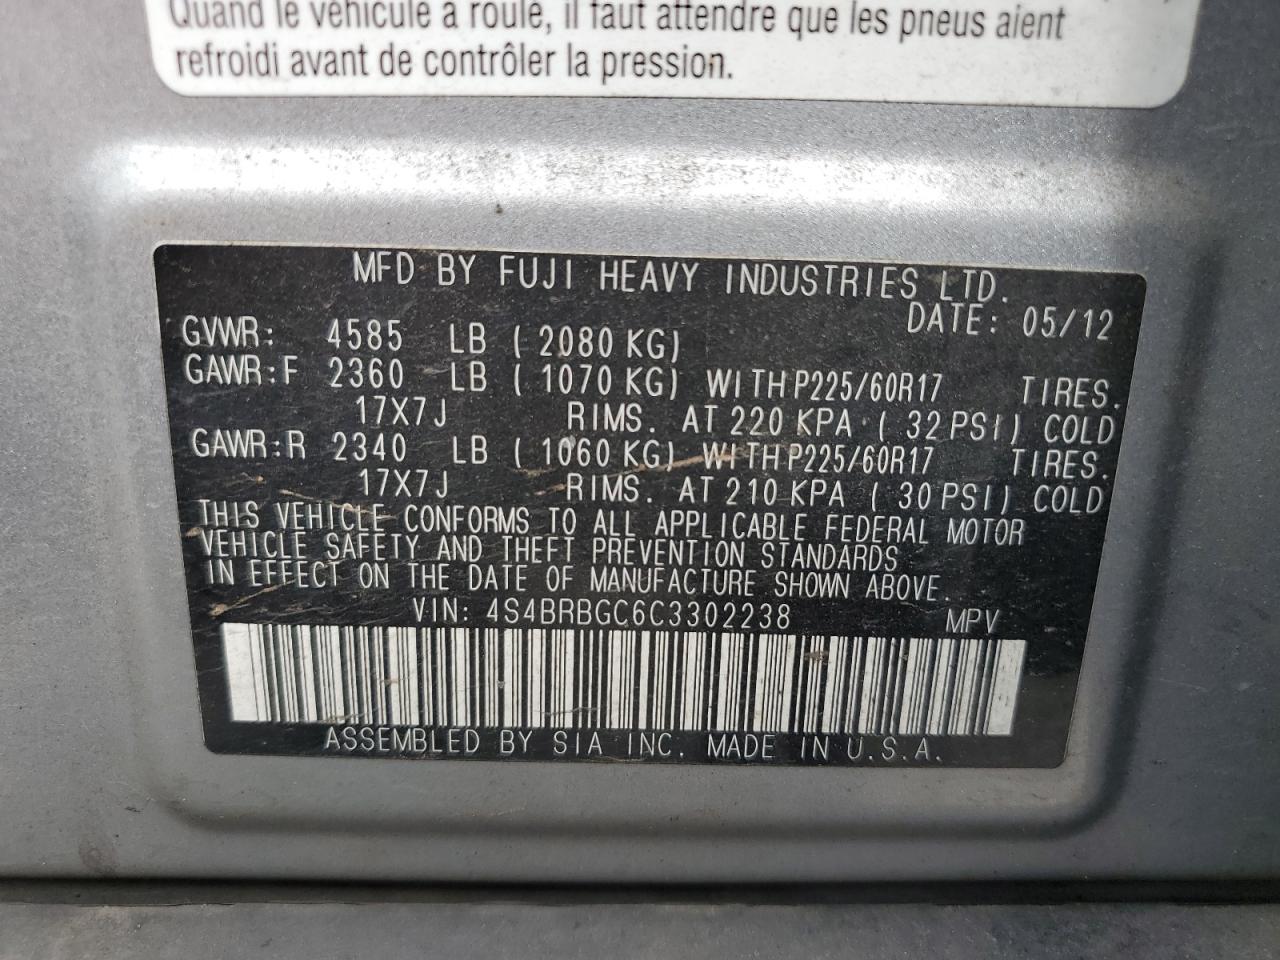 Quand le véhicule a roulé, il faut attendre que les pneus aient
refroidi avant de contrôler la pression.
MFD BY FUJI HEAVY INDUSTRIES LTD.
DATE: 05/12
GVWR: 4585 LB ( 2080 KG)
GAWR:F 2360 LB ( 1070 KG) WITH P225/60R17 TIRES.
17X7J RIMS. AT 220 KPA ( 32 PSI) COLD
GAWR:R 2340 LB ( 1060 KG) WITH P225/60R17 TIRES.
17X7J RIMS. AT 210 KPA ( 30 PSI) COLD
THIS VEHICLE CONFORMS TO ALL APPLICABLE FEDERAL MOTOR
VEHICLE SAFETY AND THEFT PREVENTION STANDARDS
IN EFFECT ON THE DATE OF MANUFACTURE SHOWN ABOVE.
VIN: 4S4BRBGC6C3302238 MPV
ASSEMBLED BY SIA INC. MADE IN U.S.A.